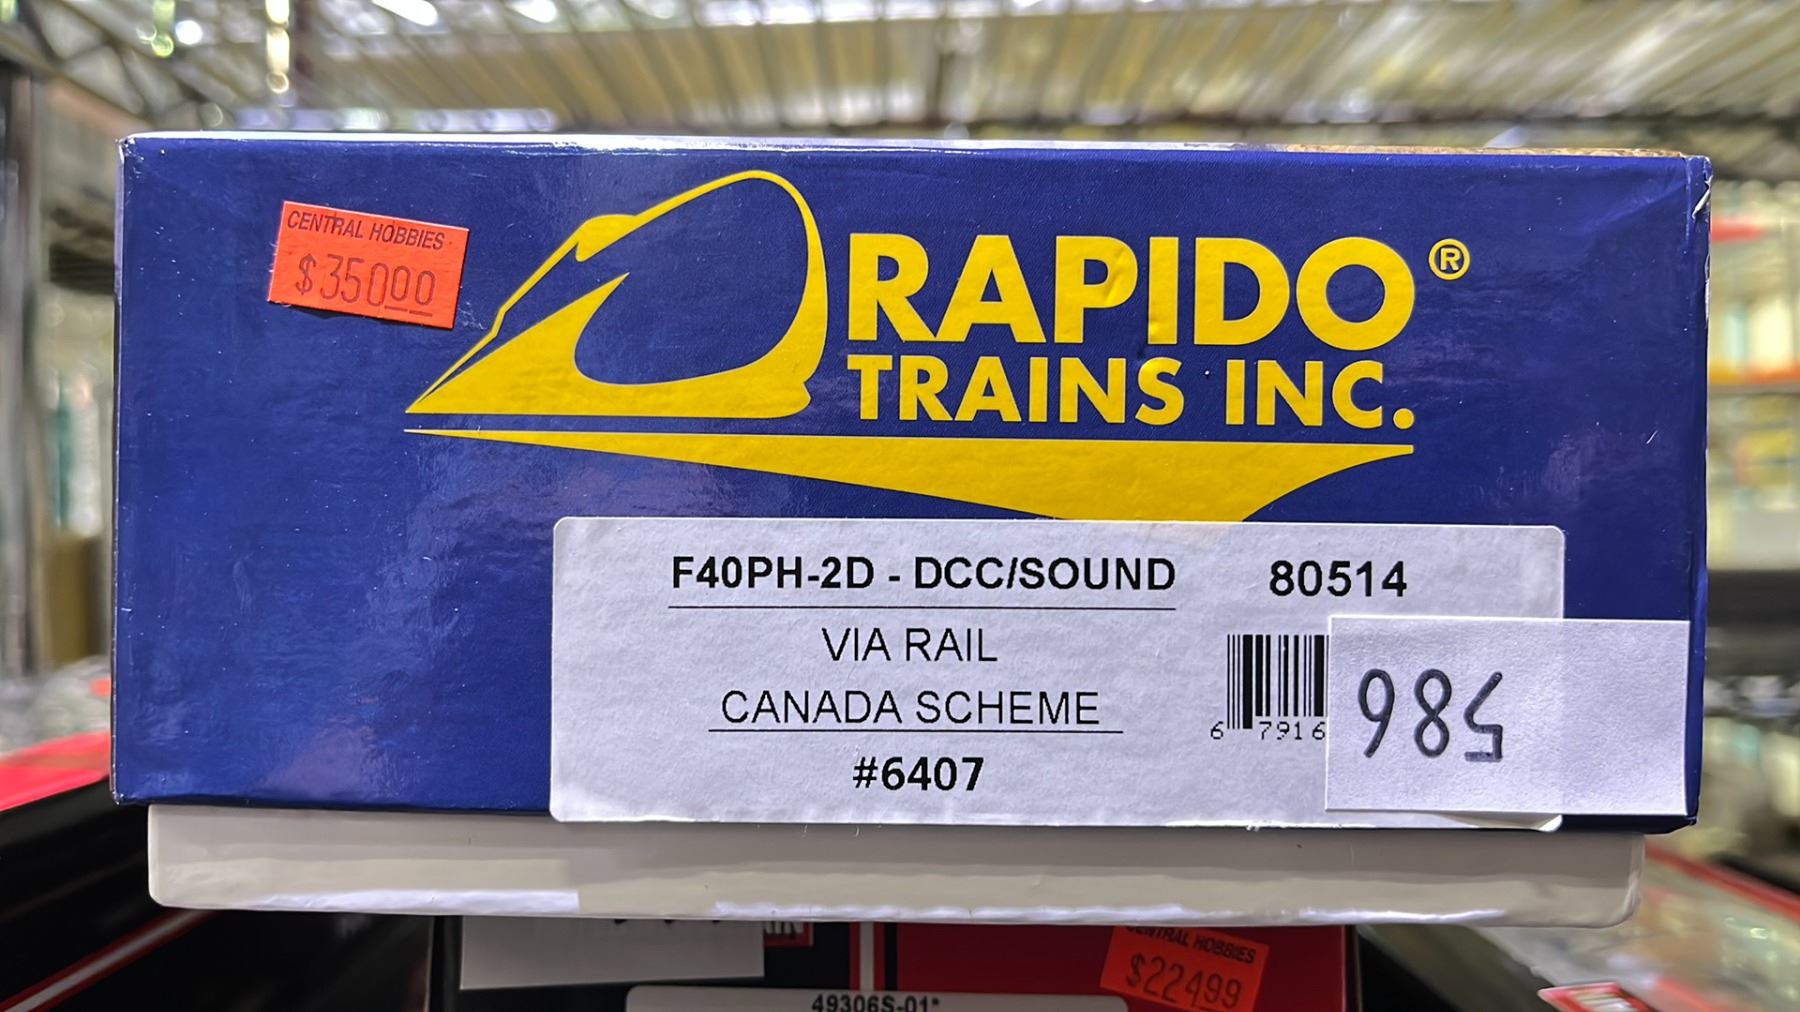 CENTRAL HOBBIES
$350.00
RAPIDO®
TRAINS INC.
F40PH-2D - DCC/SOUND
80514
VIA RAIL
CANADA SCHEME
#6407
6 7916
586
CENTRAL HOBBIES
$224.99
49306S-01*